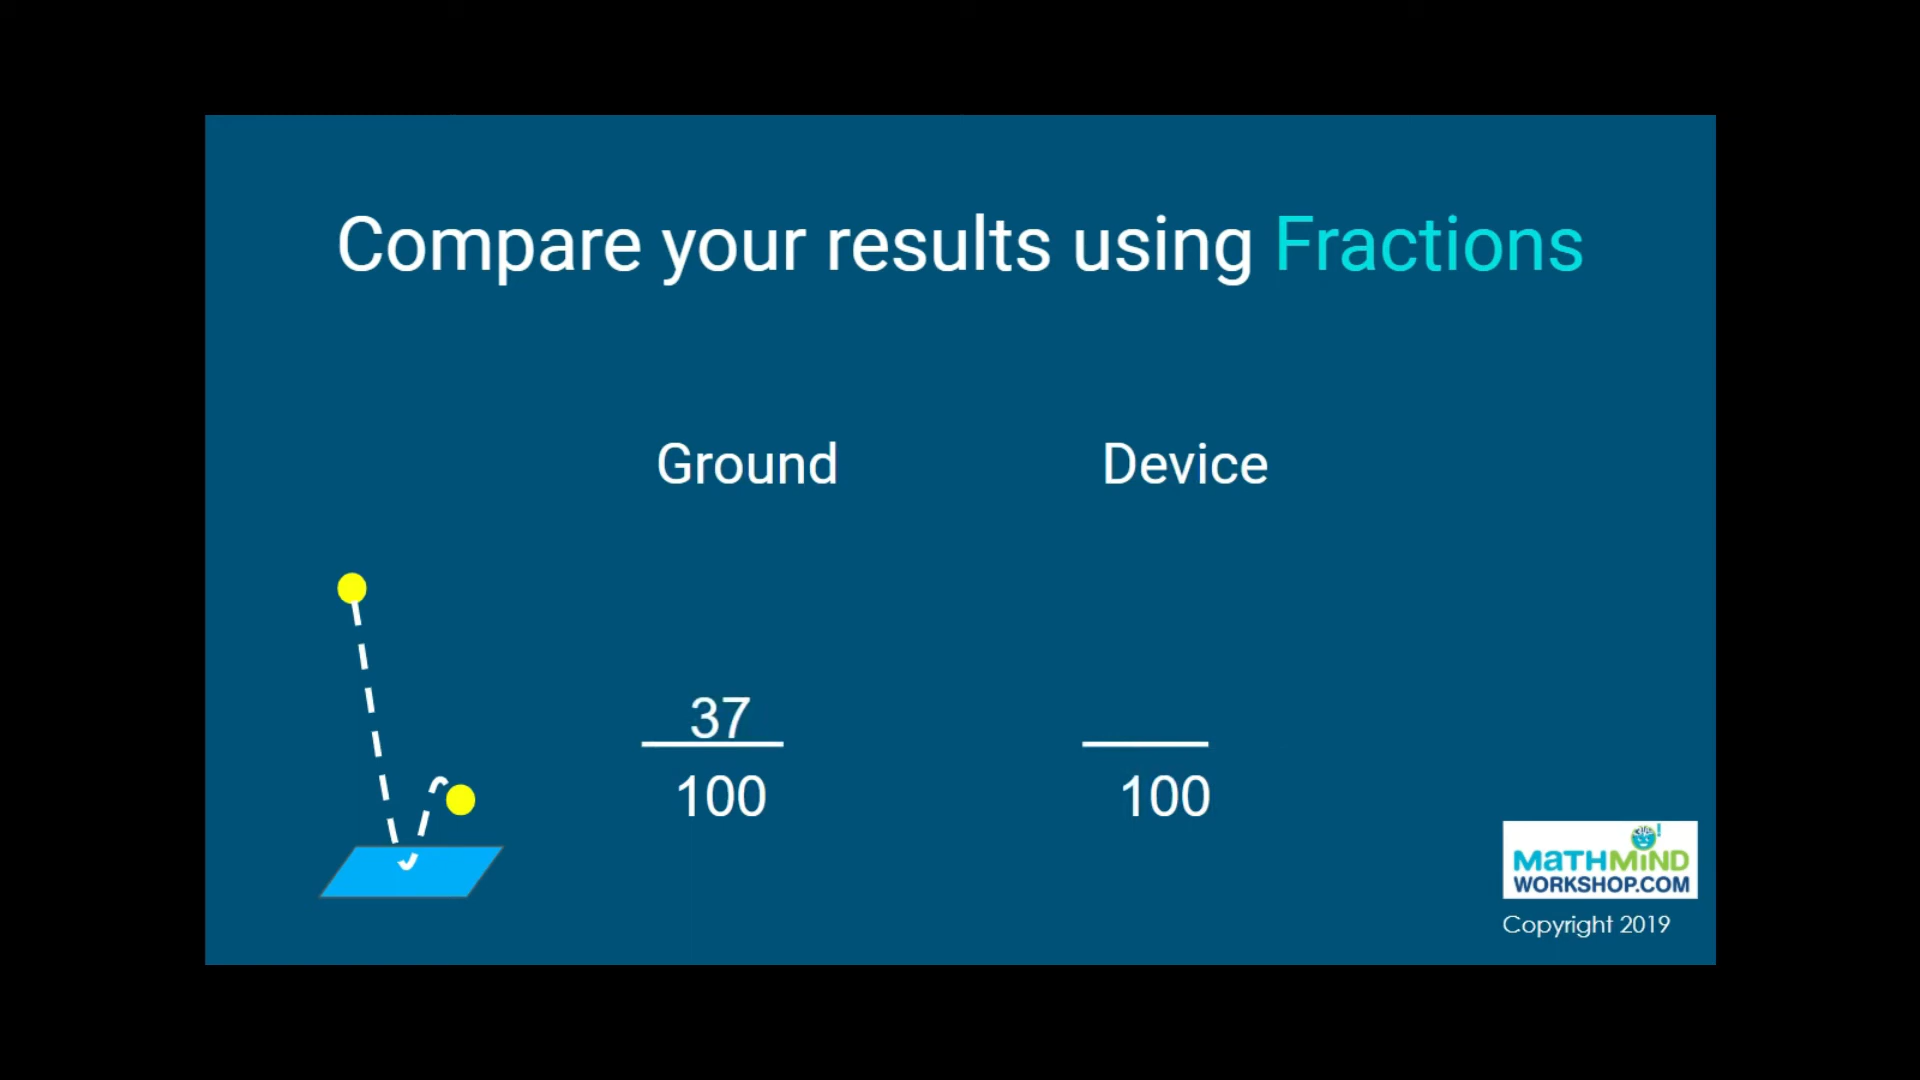 Compare your results using Fractions
Ground Device
37
100 100
MaTHMiND
WORKSHOP.COM
Copyright 2019